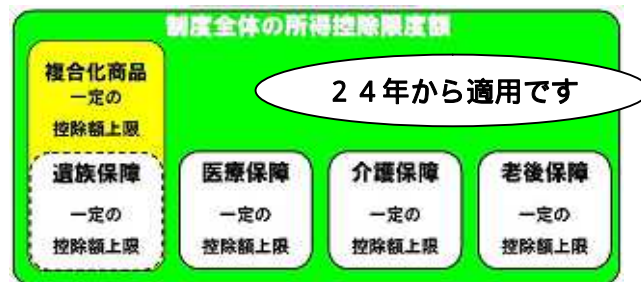 制度全体の所得控除限度額
複合化商品
一定の
控除額上限
２４年から適用です
遺族保障
一定の
控除額上限
医療保障
一定の
控除額上限
介護保障
一定の
控除額上限
老後保障
一定の
控除額上限